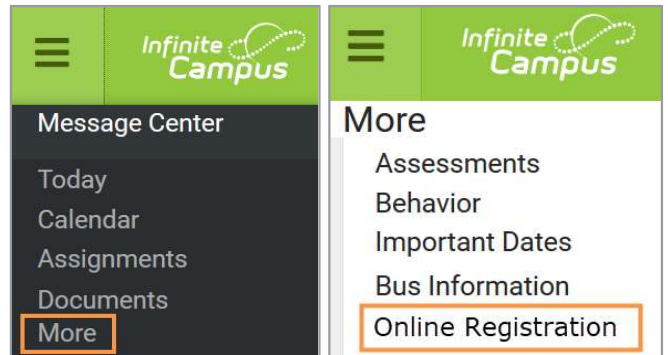 Infinite
Campus
Message Center
Today
Calendar
Assignments
Documents
More
Infinite
Campus
More
Assessments
Behavior
Important Dates
Bus Information
Online Registration